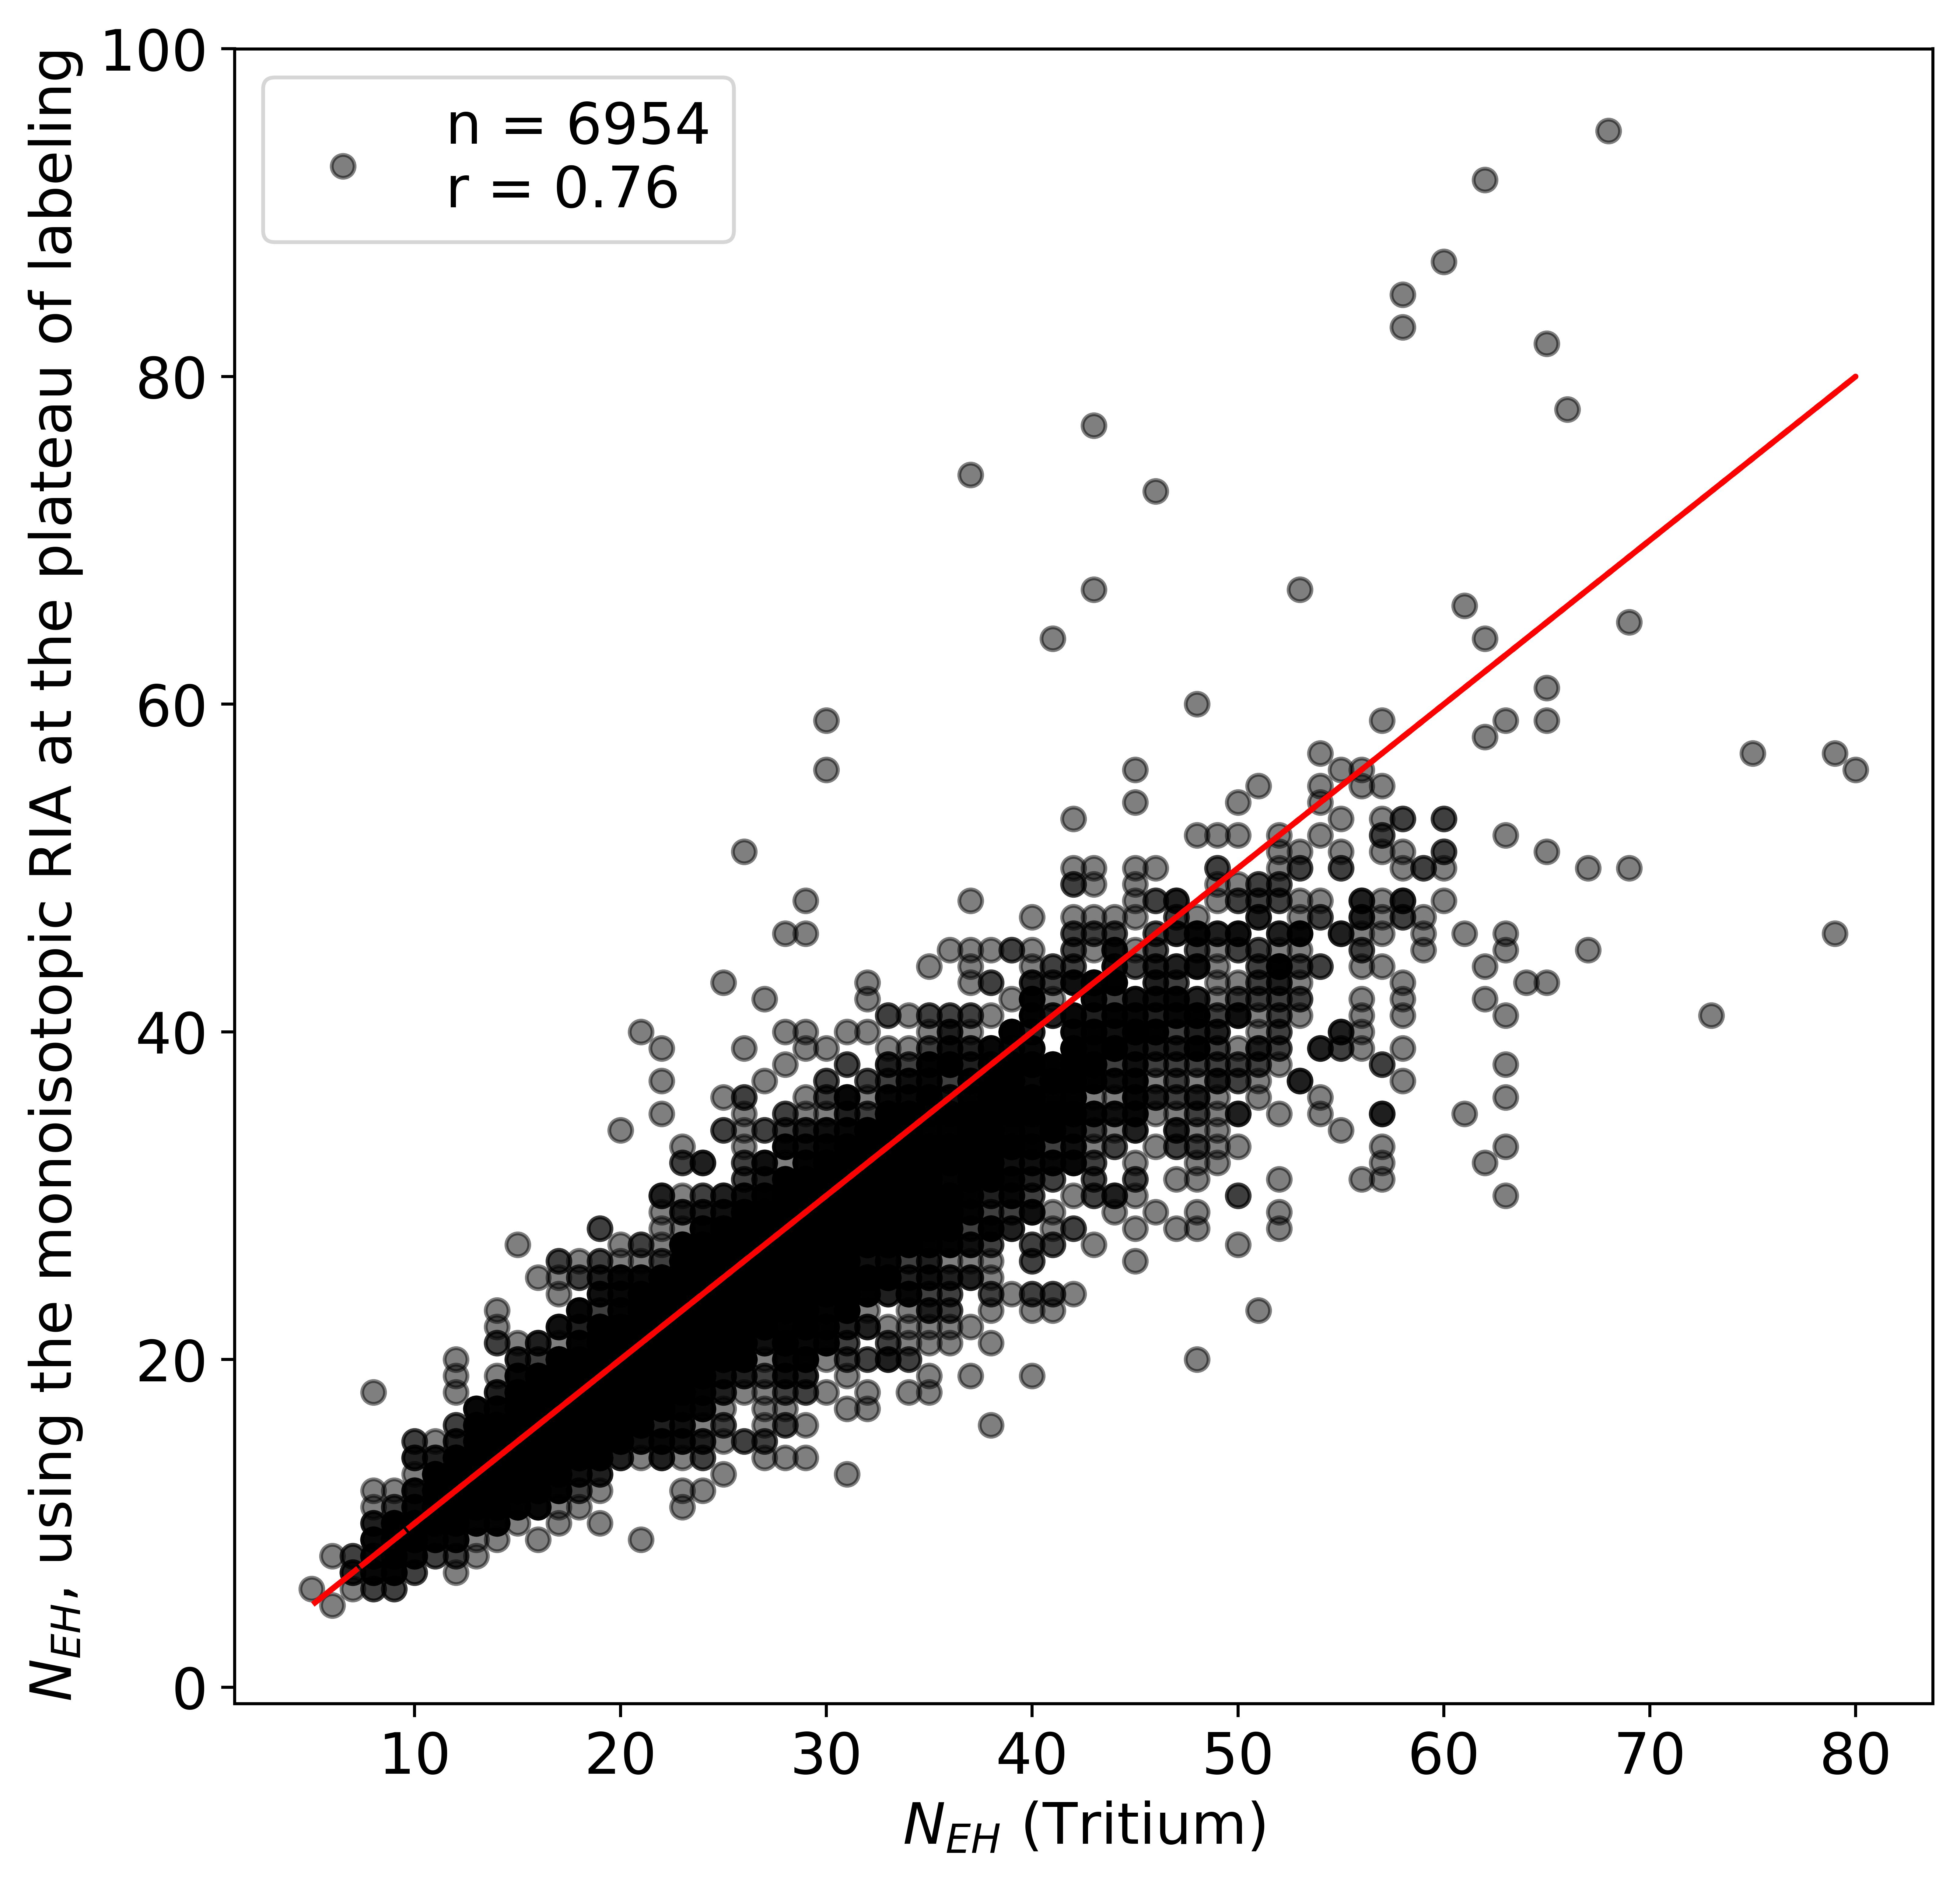 n = 6954
r = 0.76
N_EH, using the monoisotopic RIA at the plateau of labeling
100
80
60
40
20
0
10 20 30 40 50 60 70 80
N_EH (Tritium)